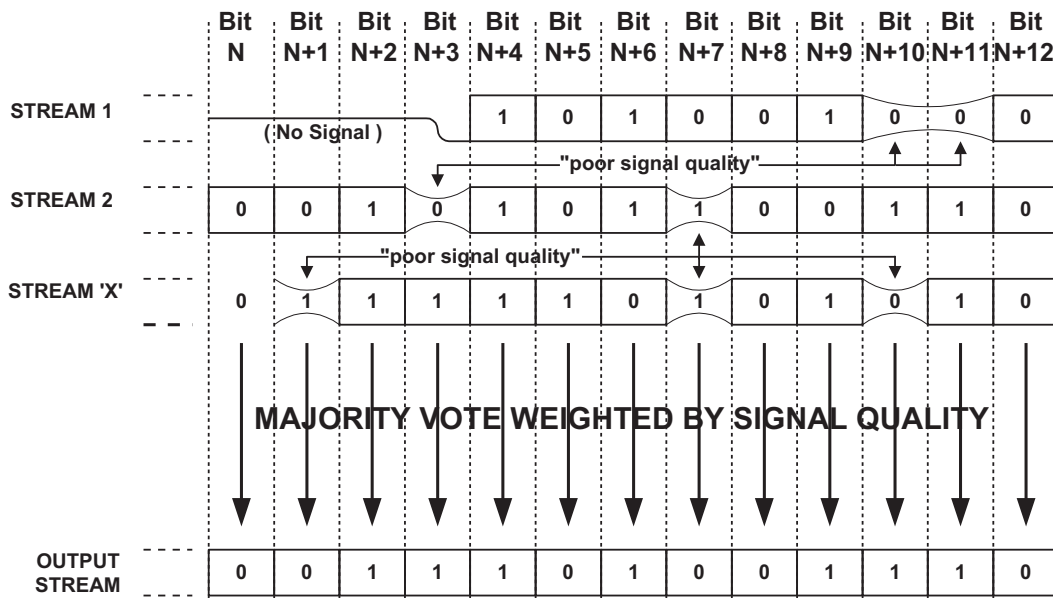 Bit Bit Bit Bit Bit Bit Bit Bit Bit Bit Bit Bit Bit
N N+1 N+2 N+3 N+4 N+5 N+6 N+7 N+8 N+9 N+10 N+11 N+12
STREAM 1
1 0 1 0 0 1 0 0 0
( No Signal )
"poor signal quality"
STREAM 2
0 0 1 0 1 0 1 1 0 0 1 1 0
"poor signal quality"
STREAM 'X'
0 1 1 1 1 1 0 1 0 1 0 1 0
MAJORITY VOTE WEIGHTED BY SIGNAL QUALITY
OUTPUT
STREAM
0 0 1 1 1 0 1 0 0 1 1 1 0